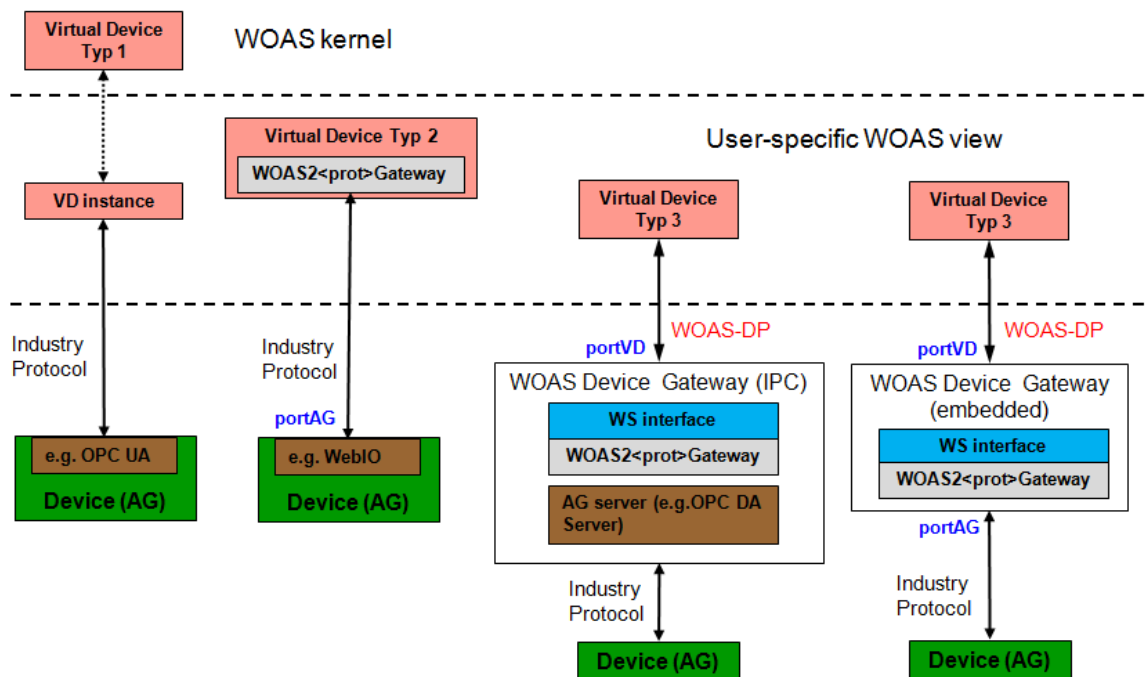 Virtual Device
Typ 1
WOAS kernel
Virtual Device Typ 2
WOAS2<prot>Gateway
User-specific WOAS view
VD instance
Virtual Device
Typ 3
Virtual Device
Typ 3
Industry
Protocol
Industry
Protocol
portAG
WOAS-DP
portVD
WOAS-DP
portVD
e.g. OPC UA
Device (AG)
e.g. WebIO
Device (AG)
WOAS Device Gateway (IPC)
WS interface
WOAS2<prot>Gateway
AG server (e.g.OPC DA
Server)
WOAS Device Gateway
(embedded)
WS interface
WOAS2<prot>Gateway
portAG
Industry
Protocol
Industry
Protocol
Device (AG)
Device (AG)